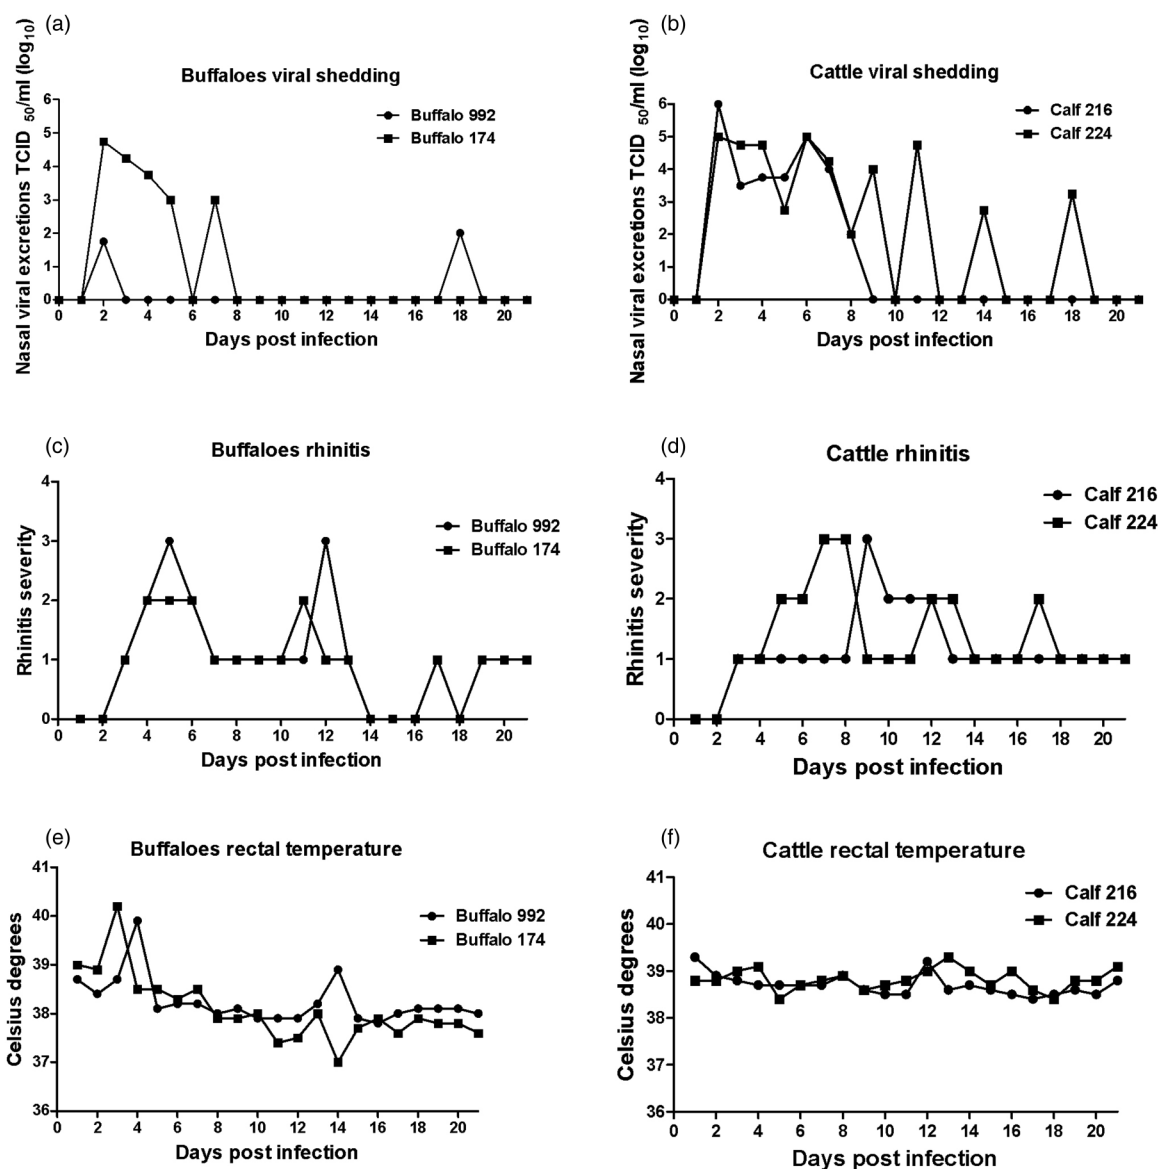 (a)
Buffaloes viral shedding
Nasal viral excretions TCID 50/ml (log10)
6
5
4
3
2
1
0
0 2 4 6 8 10 12 14 16 18 20
Days post infection
Buffalo 992
Buffalo 174
(b)
Cattle viral shedding
Nasal viral excretions TCID 50/ml (log10)
6
5
4
3
2
1
0
0 2 4 6 8 10 12 14 16 18 20
Days post infection
Calf 216
Calf 224
(c)
Buffaloes rhinitis
Rhinitis severity
4
3
2
1
0
0 2 4 6 8 10 12 14 16 18 20
Days post infection
Buffalo 992
Buffalo 174
(d)
Cattle rhinitis
Rhinitis severity
4
3
2
1
0
0 2 4 6 8 10 12 14 16 18 20
Days post infection
Calf 216
Calf 224
(e)
Buffaloes rectal temperature
Celsius degrees
41
40
39
38
37
36
0 2 4 6 8 10 12 14 16 18 20
Days post infection
Buffalo 992
Buffalo 174
(f)
Cattle rectal temperature
Celsius degrees
41
40
39
38
37
36
0 2 4 6 8 10 12 14 16 18 20
Days post infection
Calf 216
Calf 224